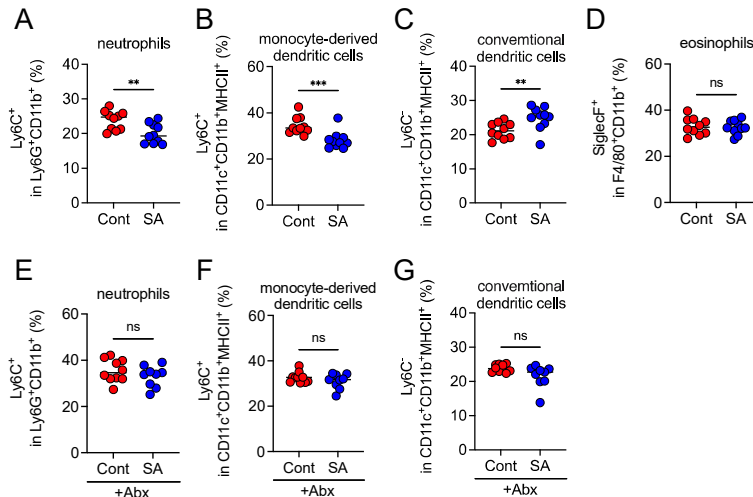 A
neutrophils
Ly6C⁺
in Ly6G⁺CD11b⁺ (%)
40
30
20
10
0
**
Cont SA
B
monocyte-derived
dendritic cells
Ly6C⁺
in CD11c⁺CD11b⁺MHCII⁺ (%)
60
40
20
0
***
Cont SA
C
convemtional
dendritic cells
Ly6C⁻
in CD11c⁺CD11b⁺MHCII⁺ (%)
40
30
20
10
0
**
Cont SA
D
eosinophils
SiglecF⁺
in F4/80⁺CD11b⁺ (%)
60
40
20
0
ns
Cont SA
E
neutrophils
Ly6C⁺
in Ly6G⁺CD11b⁺ (%)
60
40
20
0
ns
Cont SA
+Abx
F
monocyte-derived
dendritic cells
Ly6C⁺
in CD11c⁺CD11b⁺MHCII⁺ (%)
60
40
20
0
ns
Cont SA
+Abx
G
convemtional
dendritic cells
Ly6C⁻
in CD11c⁺CD11b⁺MHCII⁺ (%)
40
30
20
10
0
ns
Cont SA
+Abx